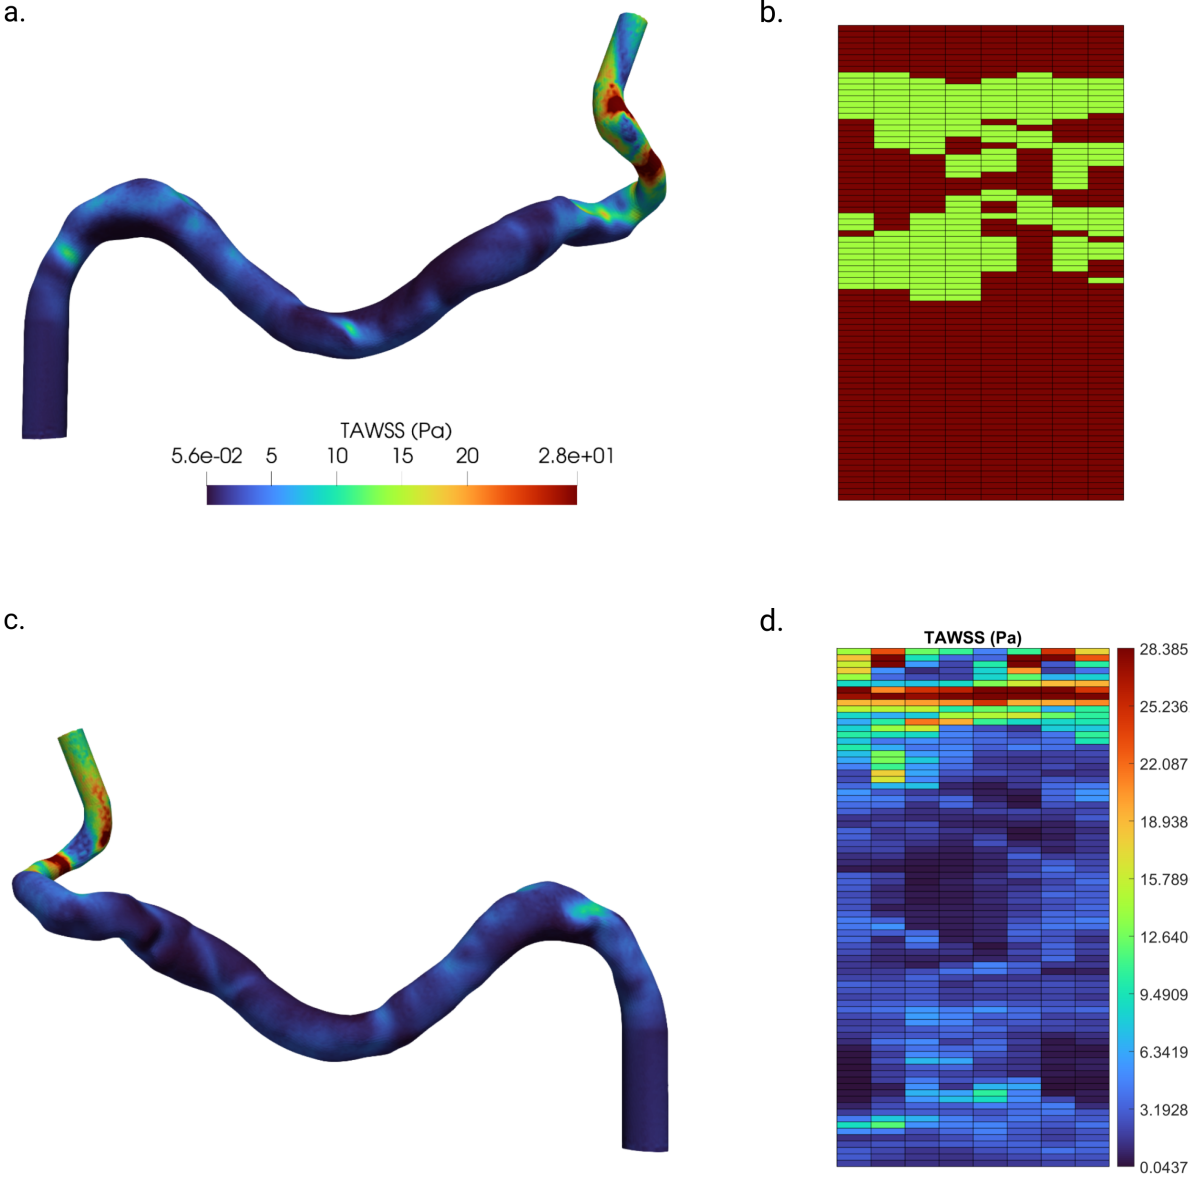 a.
b.
TAWSS (Pa)
5.6e-02 5 10 15 20 2.8e+01
c.
d.
TAWSS (Pa)
28.385
25.236
22.087
18.938
15.789
12.640
9.4909
6.3419
3.1928
0.0437